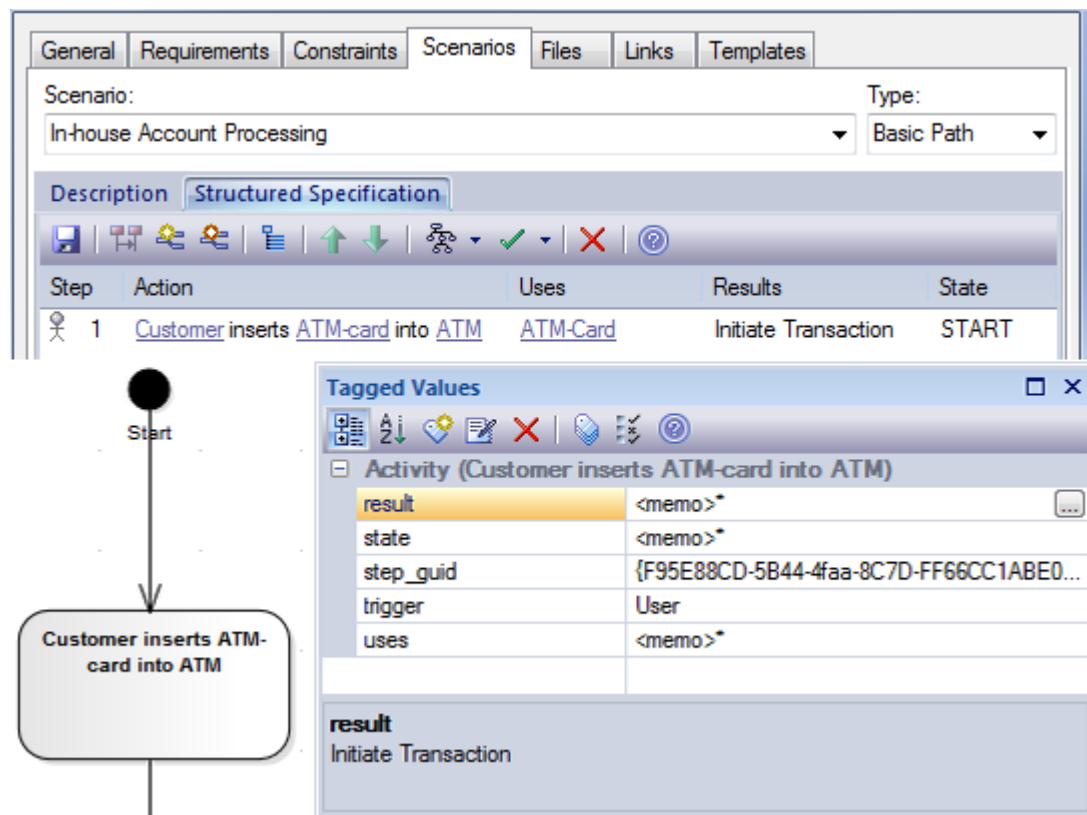 General Requirements Constraints Scenarios Files Links Templates
Scenario: Type:
In-house Account Processing Basic Path
Description Structured Specification
Step Action Uses Results State
1 Customer inserts ATM-card into ATM ATM-Card Initiate Transaction START
Start
Customer inserts ATM-
card into ATM
Tagged Values
Activity (Customer inserts ATM-card into ATM)
result <memo>*
state <memo>*
step_guid {F95E88CD-5B44-4faa-8C7D-FF66CC1ABE0...
trigger User
uses <memo>*
result
Initiate Transaction